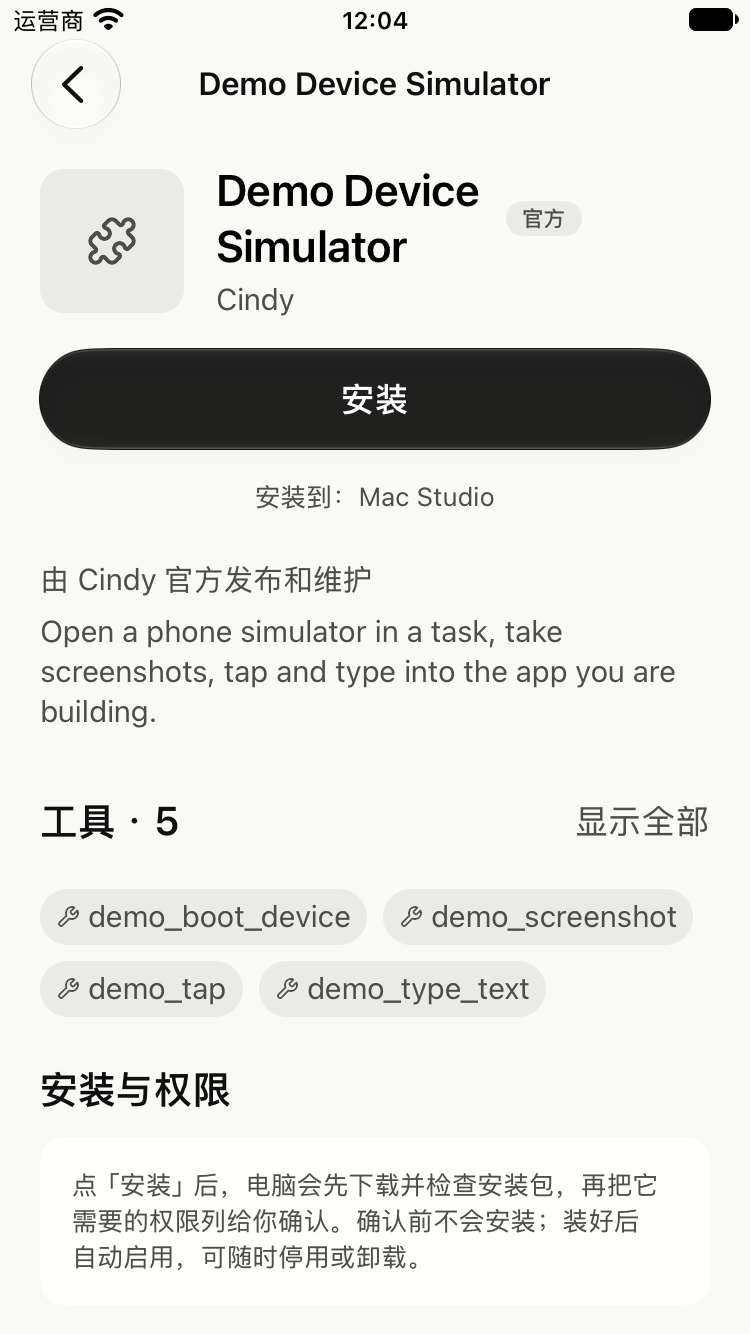 运营商
12:04
Demo Device Simulator
Demo Device
Simulator
官方
Cindy
安装
安装到：Mac Studio
由 Cindy 官方发布和维护
Open a phone simulator in a task, take
screenshots, tap and type into the app you are
building.
工具 · 5
显示全部
demo_boot_device
demo_screenshot
demo_tap
demo_type_text
安装与权限
点「安装」后，电脑会先下载并检查安装包，再把它
需要的权限列给你确认。确认前不会安装；装好后
自动启用，可随时停用或卸载。